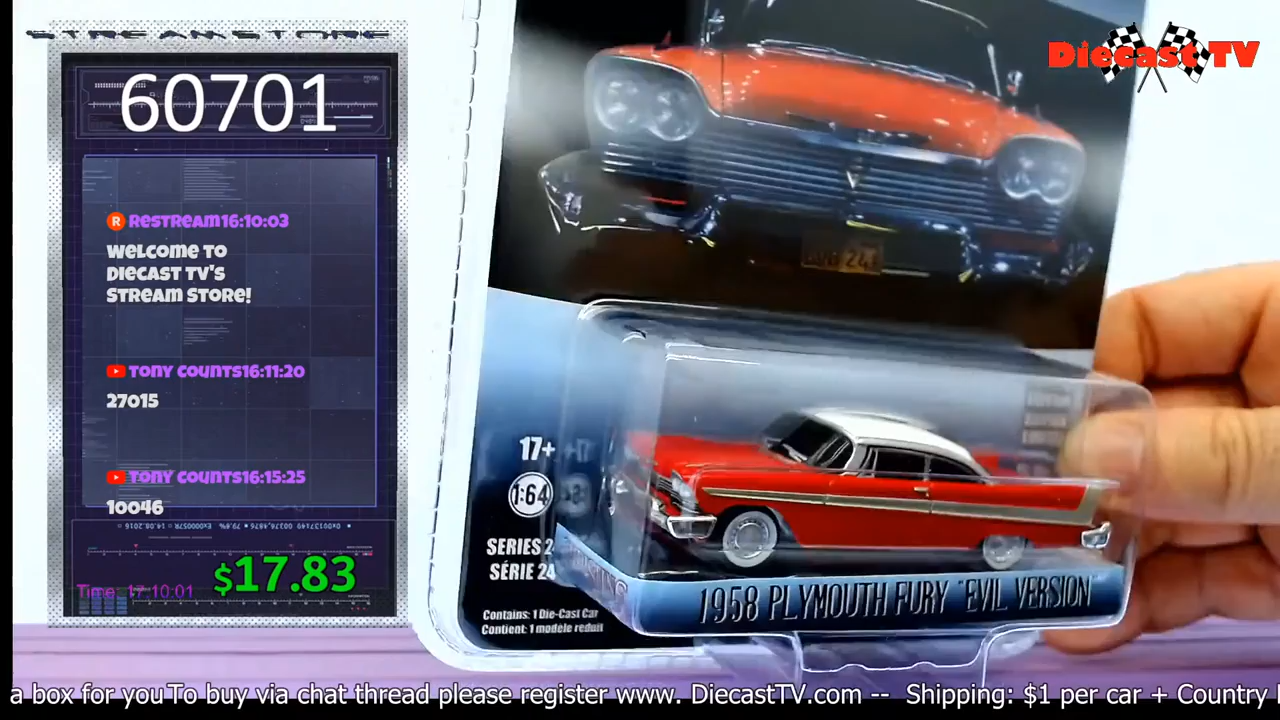 STREAMSTORE
60701
Restream16:10:03
Welcome to
Diecast TV's
Stream Store!
Tony Counts16:11:20
27015
Tony Counts16:15:25
10046
Time: 17:10:01
$17.83
Diecast TV
17+
1:64
SERIES 2
SÉRIE 24
Contains: 1 Die-Cast Car
Contient: 1 modèle reduit
1958 PLYMOUTH FURY "EVIL VERSION
a box for youTo buy via chat thread please register www. DiecastTV.com -- Shipping: $1 per car + Country